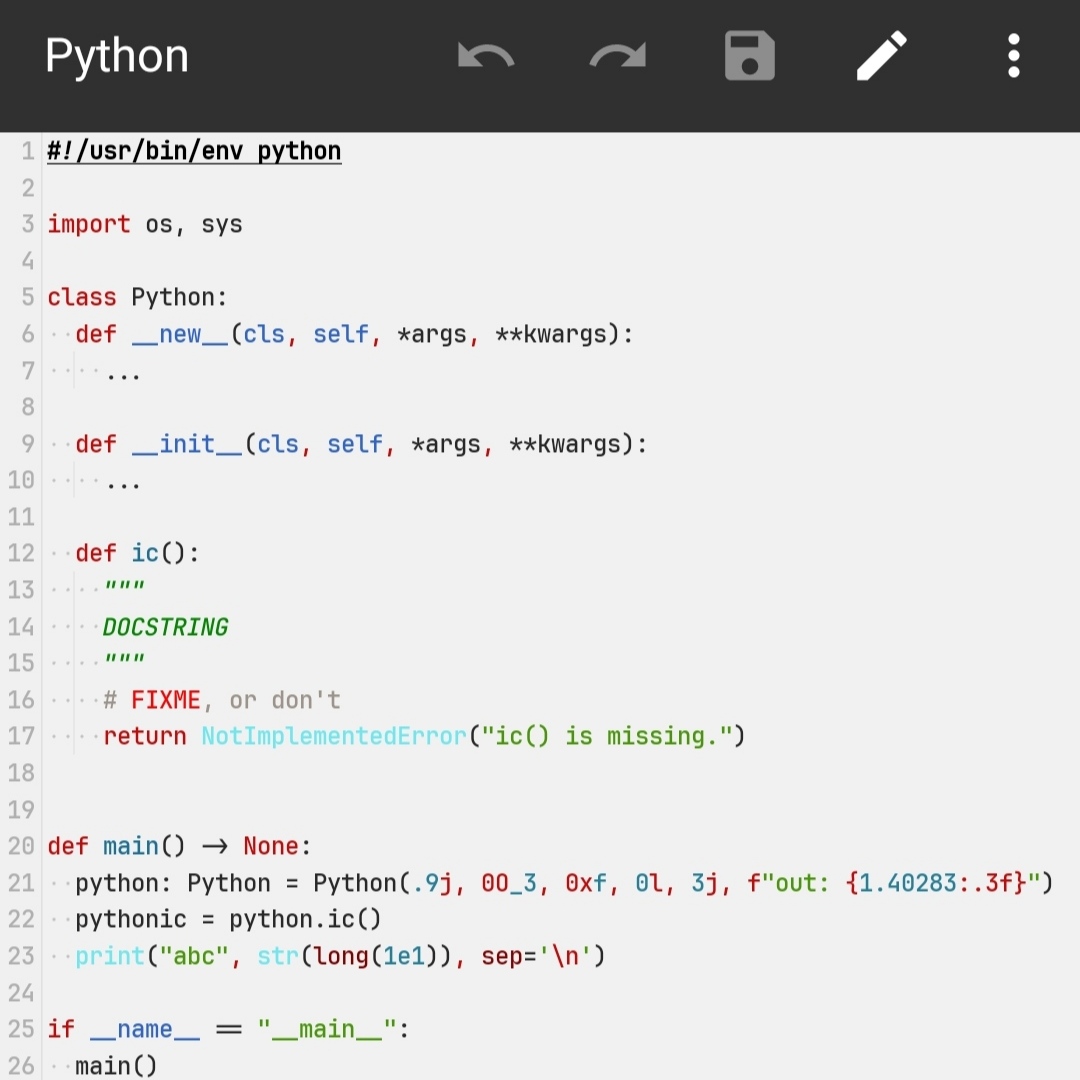 Python
1 #!/usr/bin/env python
2
3 import os, sys
4
5 class Python:
6 ··def __new__(cls, self, *args, **kwargs):
7 ····...
8
9 ··def __init__(cls, self, *args, **kwargs):
10 ····...
11
12 ··def ic():
13 ····"""
14 ····DOCSTRING
15 ····"""
16 ····# FIXME, or don't
17 ····return NotImplementedError("ic() is missing.")
18
19
20 def main() -> None:
21 ··python: Python = Python(.9j, 0O_3, 0xf, 0l, 3j, f"out: {1.40283:.3f}")
22 ··pythonic = python.ic()
23 ··print("abc", str(long(1e1)), sep='\n')
24
25 if __name__ == "__main__":
26 ··main()